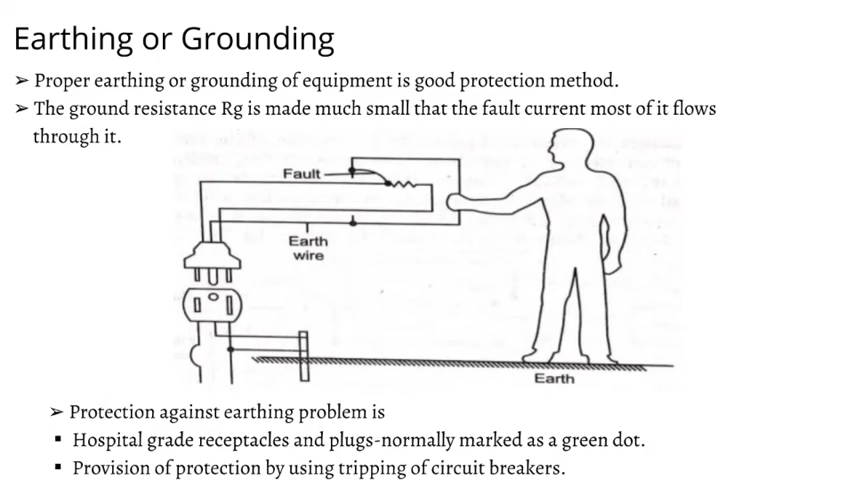 Earthing or Grounding
➢ Proper earthing or grounding of equipment is good protection method.
➢ The ground resistance Rg is made much small that the fault current most of it flows
through it.
Fault
Earth
wire
Earth
➢ Protection against earthing problem is
▪ Hospital grade receptacles and plugs-normally marked as a green dot.
▪ Provision of protection by using tripping of circuit breakers.